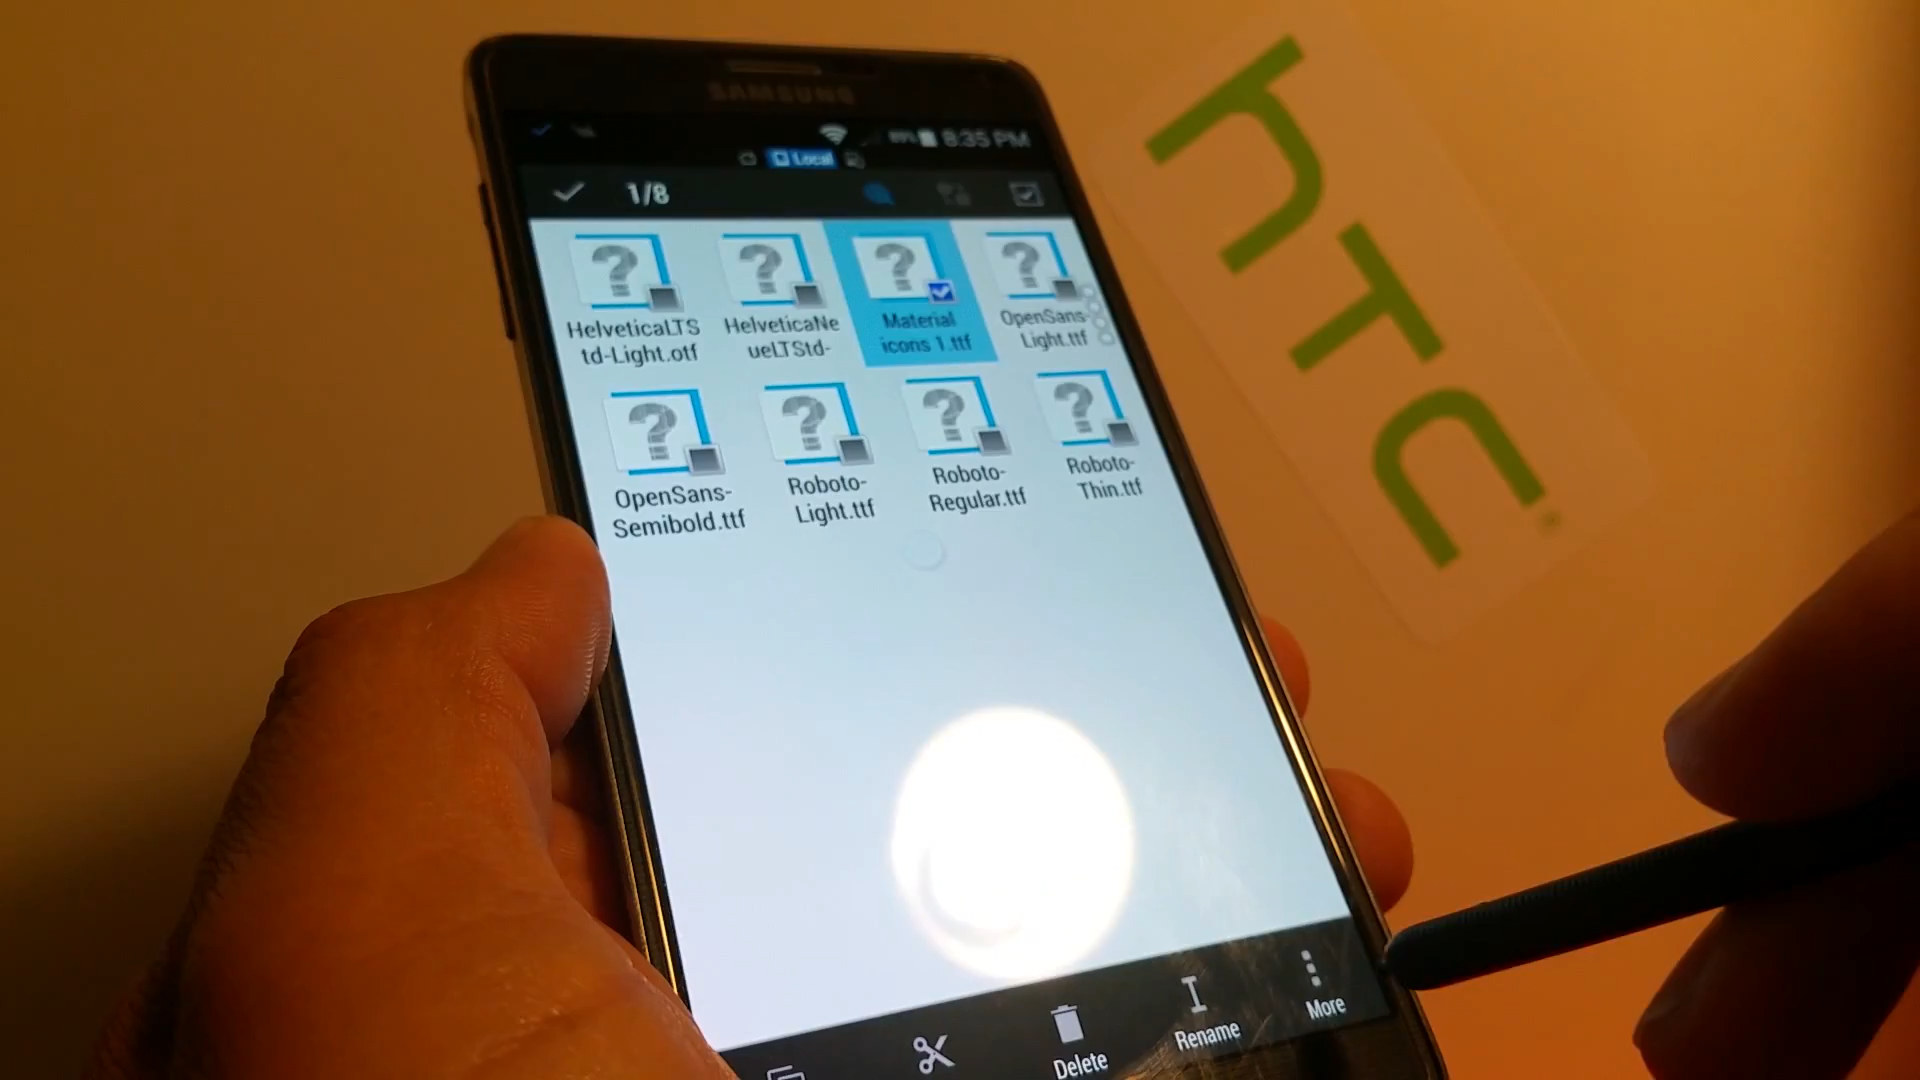 SAMSUNG
8:35 PM
Local
1/8
HelveticaLTS
td-Light.otf
HelveticaNe
ueLTStd-
Material
icons 1.ttf
OpenSans-
Light.ttf
OpenSans-
Semibold.ttf
Roboto-
Light.ttf
Roboto-
Regular.ttf
Roboto-
Thin.ttf
Delete
Rename
More
hTC